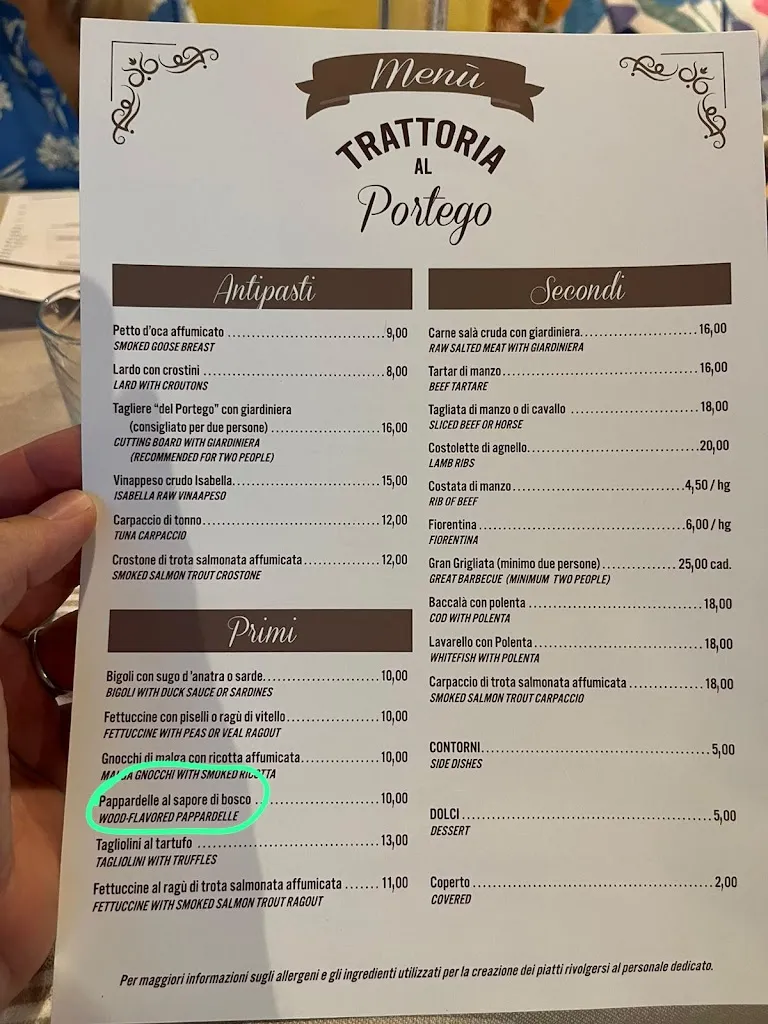 Menù
TRATTORIA
AL
Portego
Antipasti
Petto d'oca affumicato ........ 9,00
SMOKED GOOSE BREAST
Lardo con crostini ........ 8,00
LARD WITH CROUTONS
Tagliere "del Portego" con giardiniera
(consigliato per due persone) ........ 16,00
CUTTING BOARD WITH GIARDINIERA
(RECOMMENDED FOR TWO PEOPLE)
Vinappeso crudo Isabella ........ 15,00
ISABELLA RAW VINAAPESO
Carpaccio di tonno ........ 12,00
TUNA CARPACCIO
Crostone di trota salmonata affumicata ........ 12,00
SMOKED SALMON TROUT CROSTONE
Primi
Bigoli con sugo d'anatra o sarde ........ 10,00
BIGOLI WITH DUCK SAUCE OR SARDINES
Fettuccine con piselli o ragù di vitello ........ 10,00
FETTUCCINE WITH PEAS OR VEAL RAGOUT
Gnocchi di malga con ricotta affumicata ........ 10,00
MALGA GNOCCHI WITH SMOKED RICOTTA
Pappardelle al sapore di bosco ........ 10,00
WOOD-FLAVORED PAPPARDELLE
Tagliolini al tartufo ........ 13,00
TAGLIOLINI WITH TRUFFLES
Fettuccine al ragù di trota salmonata affumicata ........ 11,00
FETTUCCINE WITH SMOKED SALMON TROUT RAGOUT
Secondi
Carne salà cruda con giardiniera ........ 16,00
RAW SALTED MEAT WITH GIARDINIERA
Tartar di manzo ........ 16,00
BEEF TARTARE
Tagliata di manzo o di cavallo ........ 18,00
SLICED BEEF OR HORSE
Costolette di agnello ........ 20,00
LAMB RIBS
Costata di manzo ........ 4,50 / hg
RIB OF BEEF
Fiorentina ........ 6,00 / hg
FIORENTINA
Gran Grigliata (minimo due persone) ........ 25,00 cad.
GREAT BARBECUE (MINIMUM TWO PEOPLE)
Baccalà con polenta ........ 18,00
COD WITH POLENTA
Lavarello con Polenta ........ 18,00
WHITEFISH WITH POLENTA
Carpaccio di trota salmonata affumicata ........ 18,00
SMOKED SALMON TROUT CARPACCIO
CONTORNI ........ 5,00
SIDE DISHES
DOLCI ........ 5,00
DESSERT
Coperto ........ 2,00
COVERED
Per maggiori informazioni sugli allergeni e gli ingredienti utilizzati per la creazione dei piatti rivolgersi al personale dedicato.